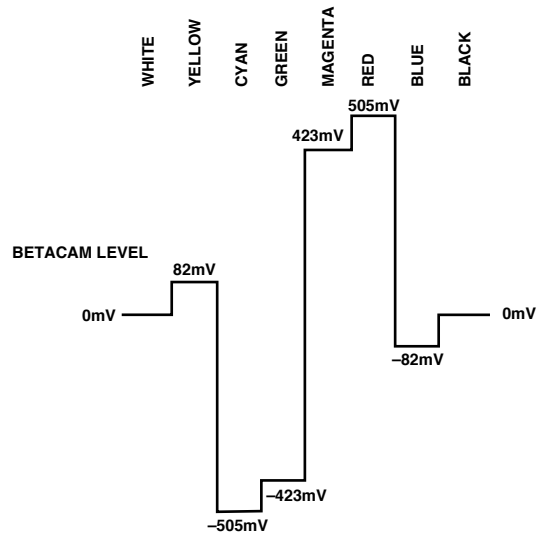 WHITE
YELLOW
CYAN
GREEN
MAGENTA
RED
BLUE
BLACK
505mV
423mV
BETACAM LEVEL
82mV
0mV
0mV
–82mV
–423mV
–505mV